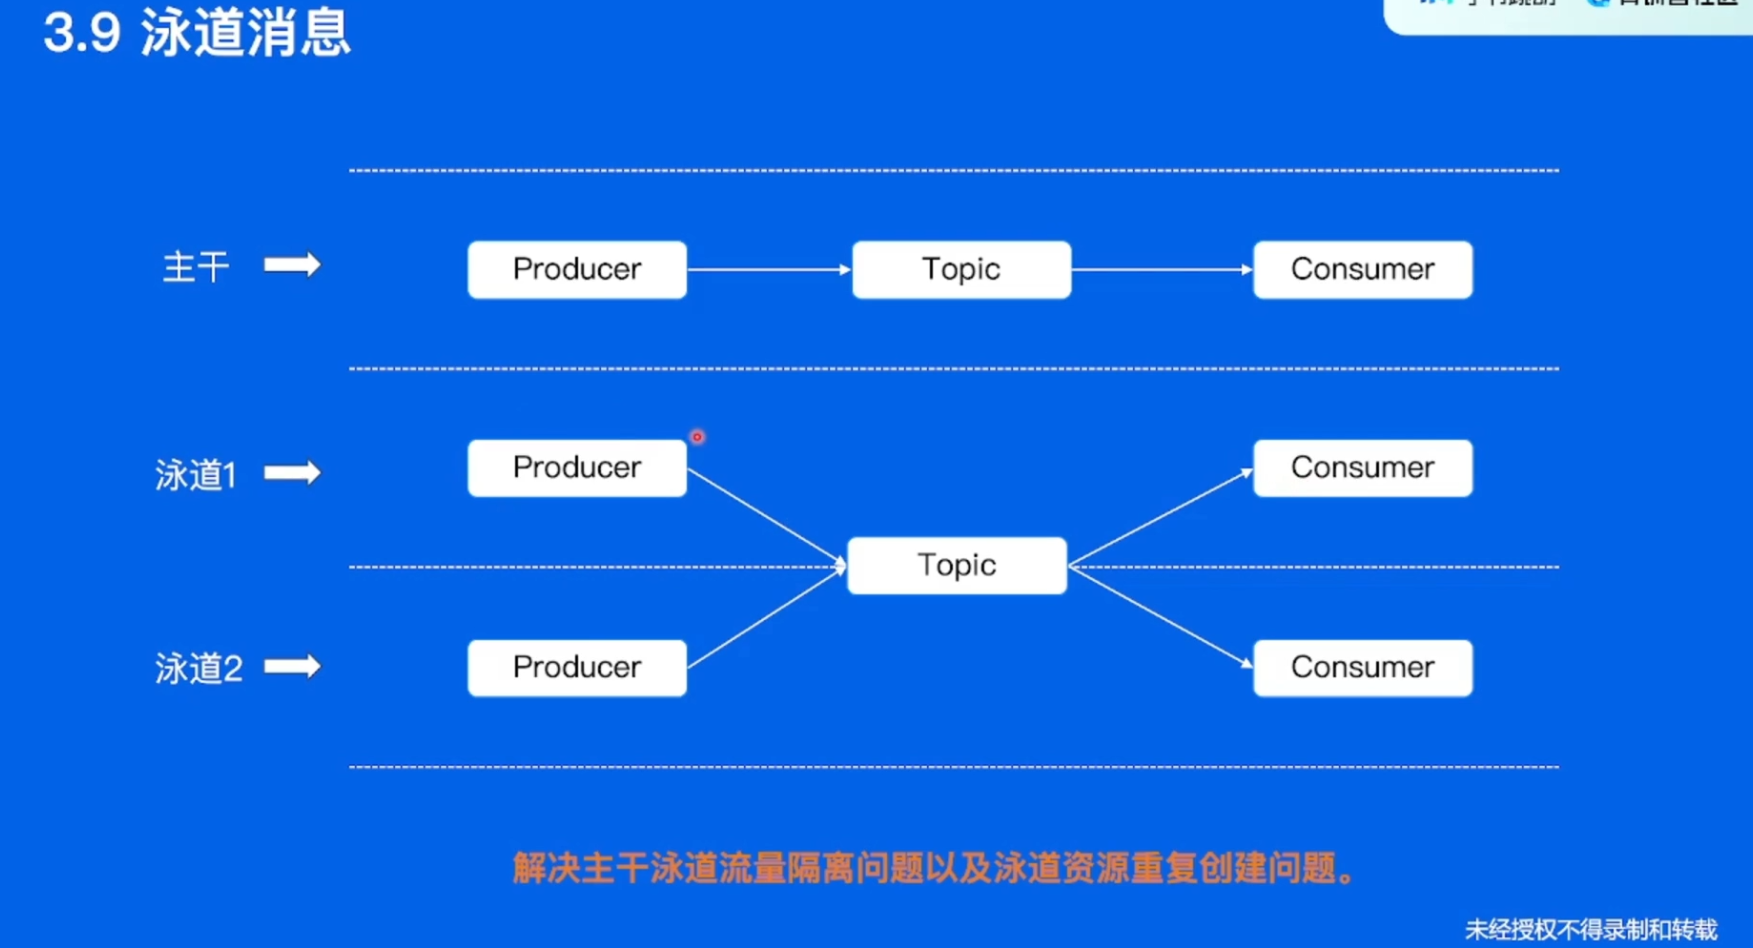 3.9 泳道消息
主干
Producer
Topic
Consumer
泳道1
Producer
Consumer
Topic
泳道2
Producer
Consumer
解决主干泳道流量隔离问题以及泳道资源重复创建问题。
未经授权不得录制和转载